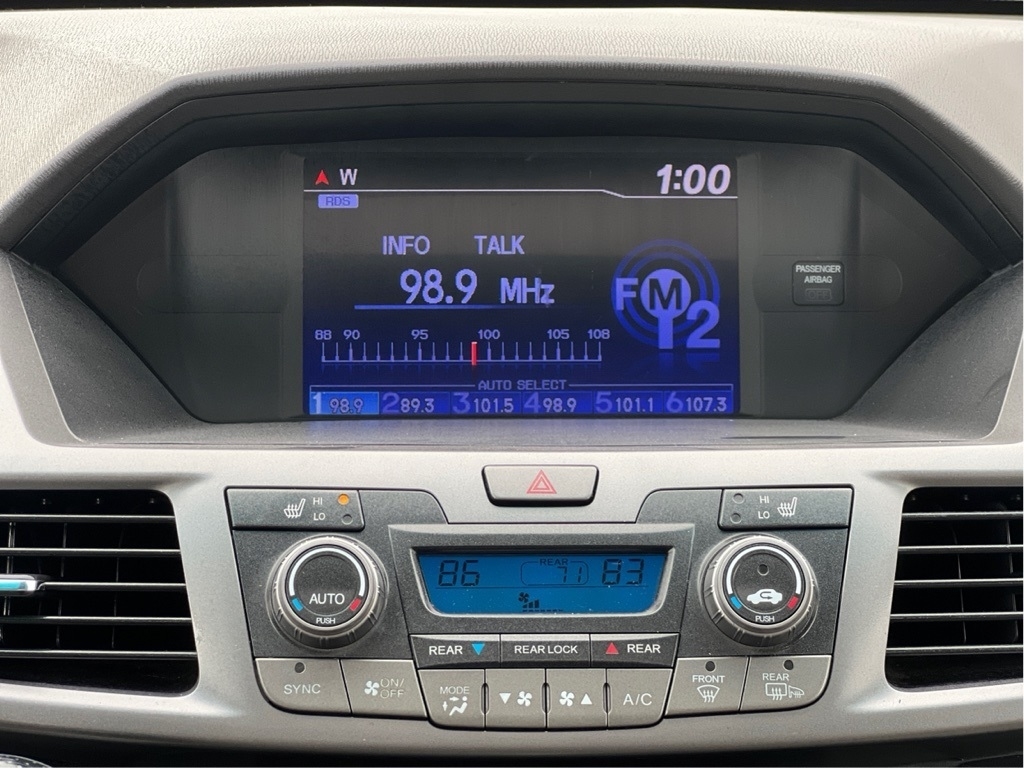 W 1:00
RDS
INFO TALK
98.9 MHz
FM2
PASSENGER
AIRBAG
OFF
88 90 95 100 105 108
AUTO SELECT
1 98.9 2 89.3 3 101.5 4 98.9 5 101.1 6 107.3
HI
LO
HI
LO
86 REAR 71 83
AUTO
PUSH
PUSH
REAR REAR LOCK REAR
SYNC ON/
OFF
MODE
A/C
FRONT
REAR